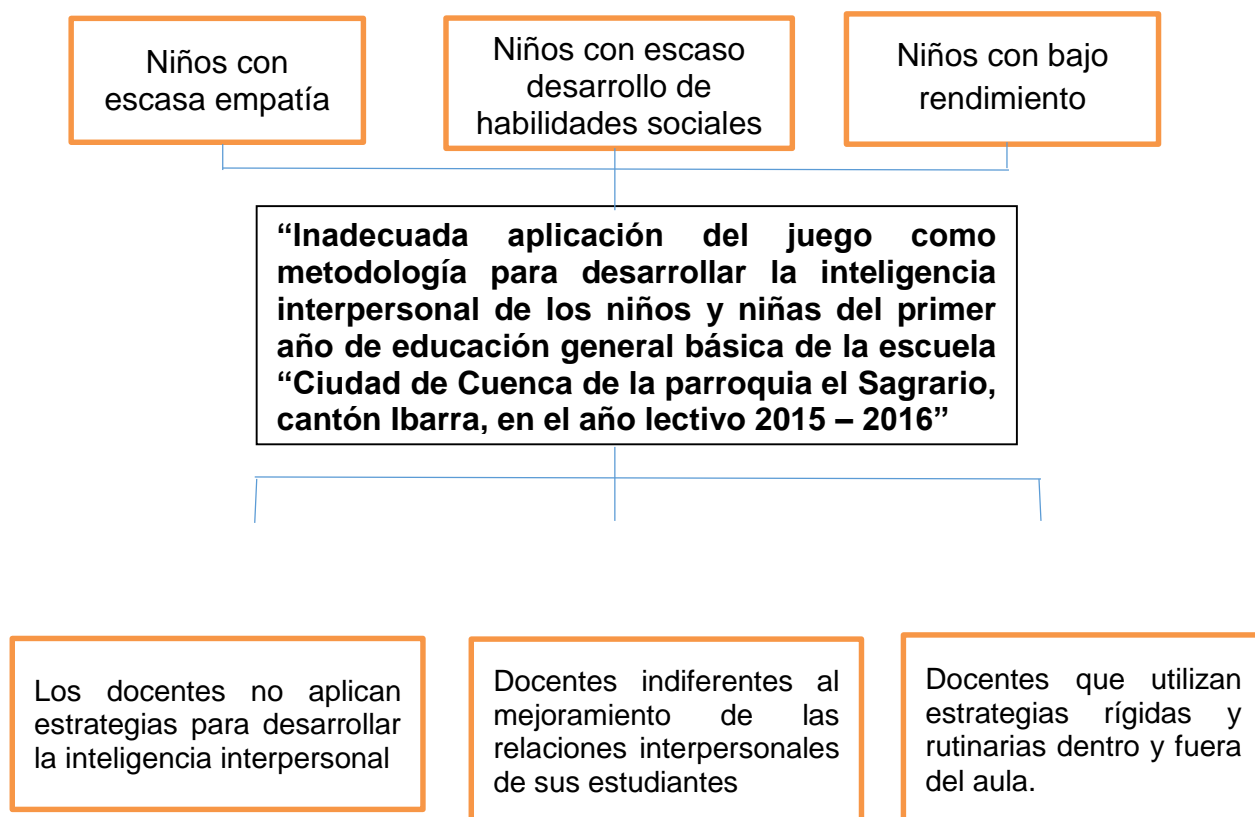 Niños con
escasa empatía
Niños con escaso
desarrollo de
habilidades sociales
Niños con bajo
rendimiento
“Inadecuada aplicación del juego como
metodología para desarrollar la inteligencia
interpersonal de los niños y niñas del primer
año de educación general básica de la escuela
“Ciudad de Cuenca de la parroquia el Sagrario,
cantón Ibarra, en el año lectivo 2015 – 2016”
Los docentes no aplican
estrategias para desarrollar
la inteligencia interpersonal
Docentes indiferentes al
mejoramiento de las
relaciones interpersonales
de sus estudiantes
Docentes que utilizan
estrategias rígidas y
rutinarias dentro y fuera
del aula.